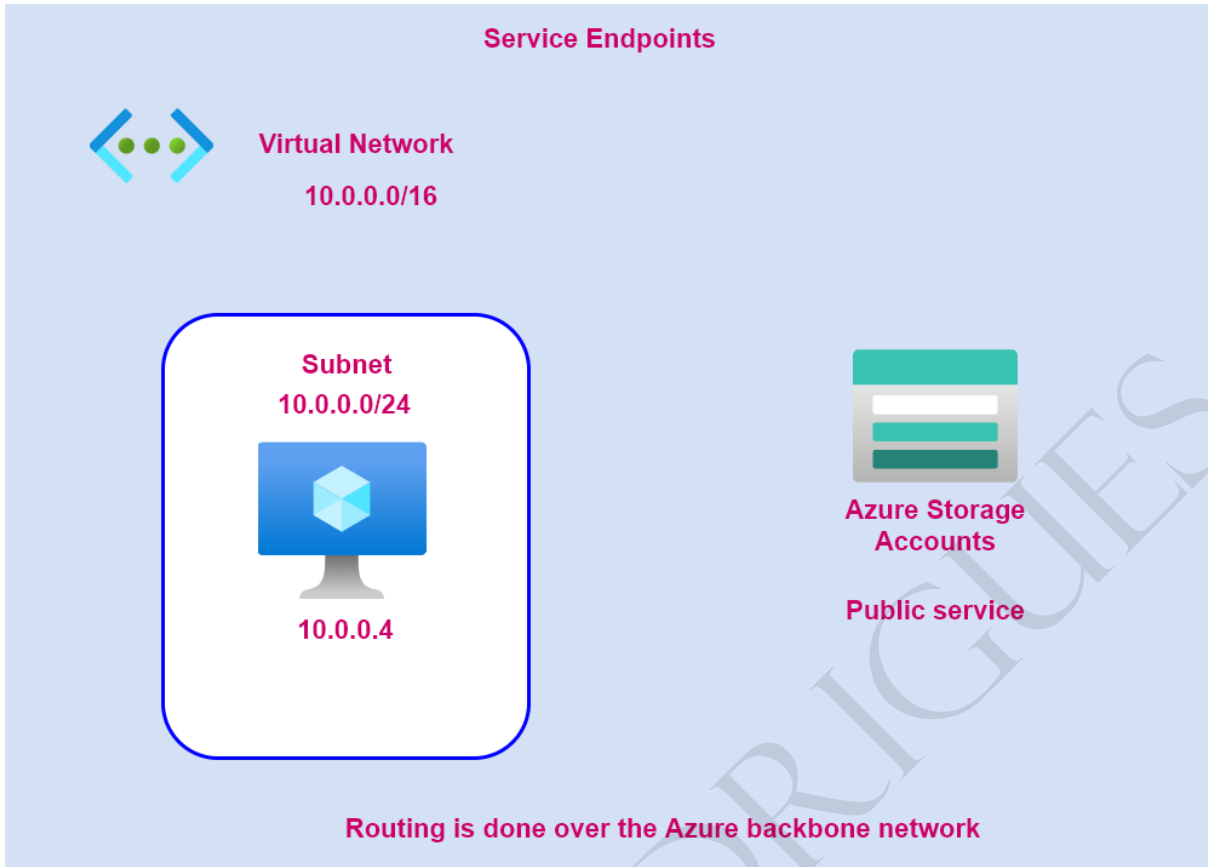 Service Endpoints
Virtual Network
10.0.0.0/16
Subnet
10.0.0.0/24
10.0.0.4
Azure Storage
Accounts
Public service
Routing is done over the Azure backbone network
ORIGUES